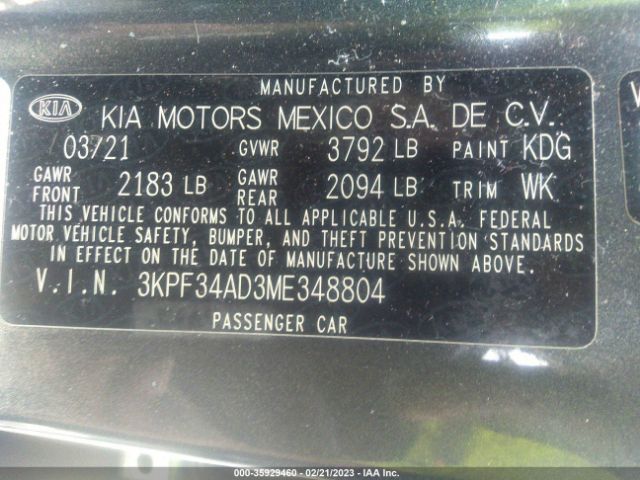 MANUFACTURED BY
KIA KIA MOTORS MEXICO S.A. DE C.V.
03/21 GVWR 3792 LB PAINT KDG
GAWR FRONT 2183 LB GAWR REAR 2094 LB TRIM WK
THIS VEHICLE CONFORMS TO ALL APPLICABLE U.S.A. FEDERAL
MOTOR VEHICLE SAFETY, BUMPER, AND THEFT PREVENTION STANDARDS
IN EFFECT ON THE DATE OF MANUFACTURE SHOWN ABOVE.
V.I.N. 3KPF34AD3ME348804
PASSENGER CAR
000-35929460 - 02/21/2023 - IAA Inc.